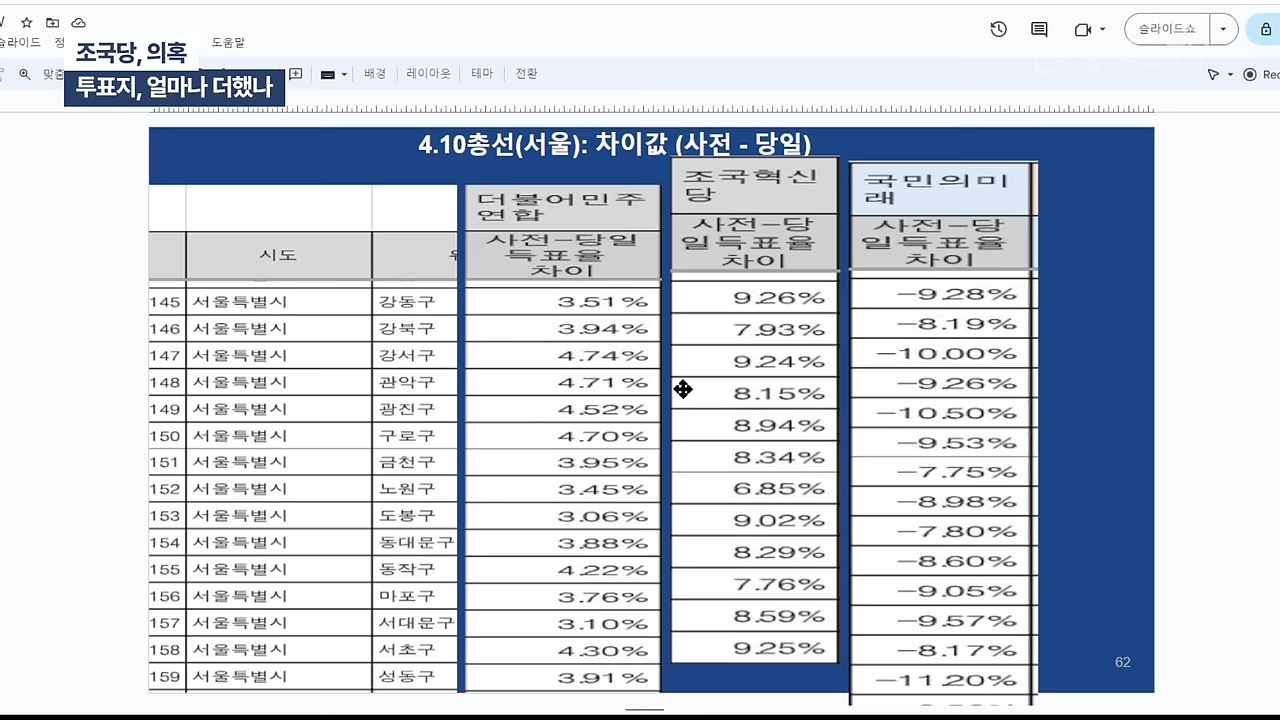 슬라이드
도움말
슬라이드쇼
조국당, 의혹
투표지, 얼마나 더했나
배경 레이아웃 테마 전환
Rec
4.10총선(서울): 차이값 (사전 - 당일)
더불어민주
연합
조국혁신
당
국민의미
래
시도
사전-당일
득표율
차이
사전-당
일득표율
차이
사전-당
일득표율
차이
145 서울특별시 강동구 3.51% 9.26% -9.28%
146 서울특별시 강북구 3.94% 7.93% -8.19%
147 서울특별시 강서구 4.74% 9.24% -10.00%
148 서울특별시 관악구 4.71% 8.15% -9.26%
149 서울특별시 광진구 4.52% 8.94% -10.50%
150 서울특별시 구로구 4.70% 8.34% -9.53%
151 서울특별시 금천구 3.95% 6.85% -7.75%
152 서울특별시 노원구 3.45% 9.02% -8.98%
153 서울특별시 도봉구 3.06% 8.29% -7.80%
154 서울특별시 동대문구 3.88% 7.76% -8.60%
155 서울특별시 동작구 4.22% 8.59% -9.05%
156 서울특별시 마포구 3.76% 9.25% -9.57%
157 서울특별시 서대문구 3.10% -8.17%
158 서울특별시 서초구 4.30% -11.20%
159 서울특별시 성동구 3.91%
62